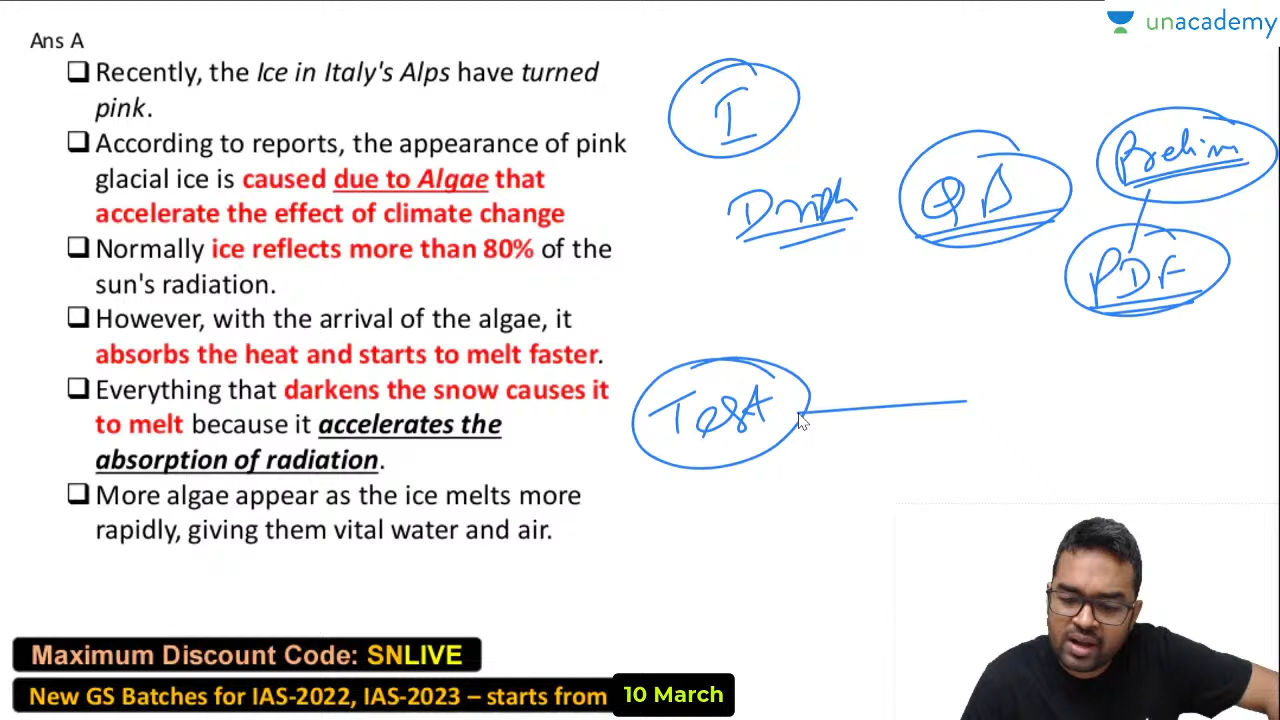 unacademy
Ans A
❑ Recently, the Ice in Italy's Alps have turned
pink.
❑ According to reports, the appearance of pink
glacial ice is caused due to Algae that
accelerate the effect of climate change
❑ Normally ice reflects more than 80% of the
sun's radiation.
❑ However, with the arrival of the algae, it
absorbs the heat and starts to melt faster.
❑ Everything that darkens the snow causes it
to melt because it accelerates the
absorption of radiation.
❑ More algae appear as the ice melts more
rapidly, giving them vital water and air.
I
QB
Prelim
PDF
Test
Maximum Discount Code: SNLIVE
New GS Batches for IAS-2022, IAS-2023 – starts from 10 March